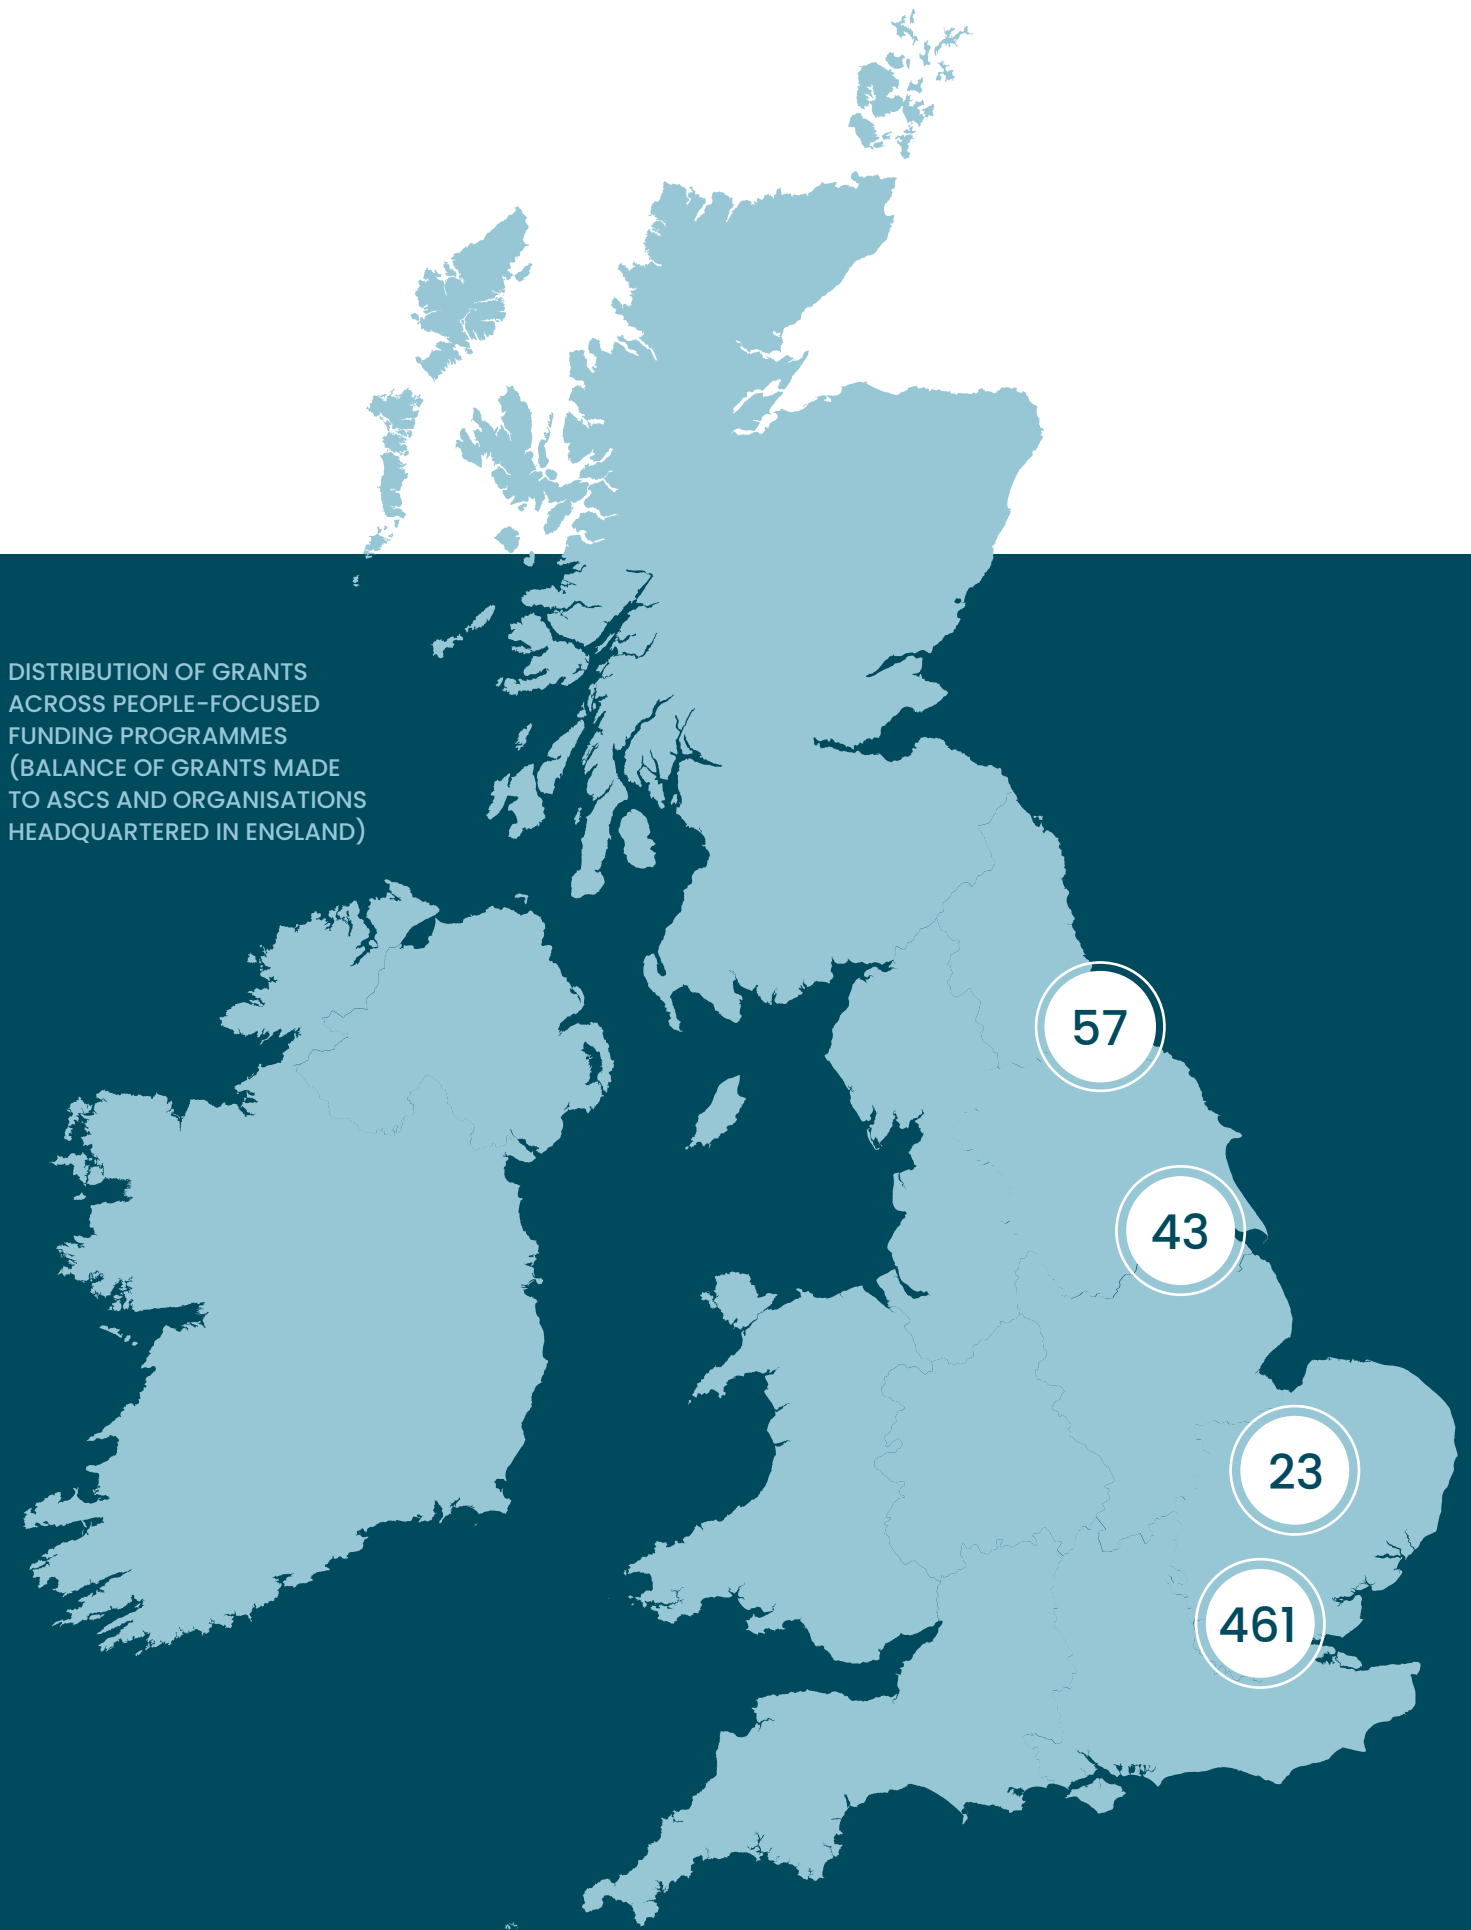 DISTRIBUTION OF GRANTS
ACROSS PEOPLE-FOCUSED
FUNDING PROGRAMMES
(BALANCE OF GRANTS MADE
TO ASCS AND ORGANISATIONS
HEADQUARTERED IN ENGLAND)
57
43
23
461